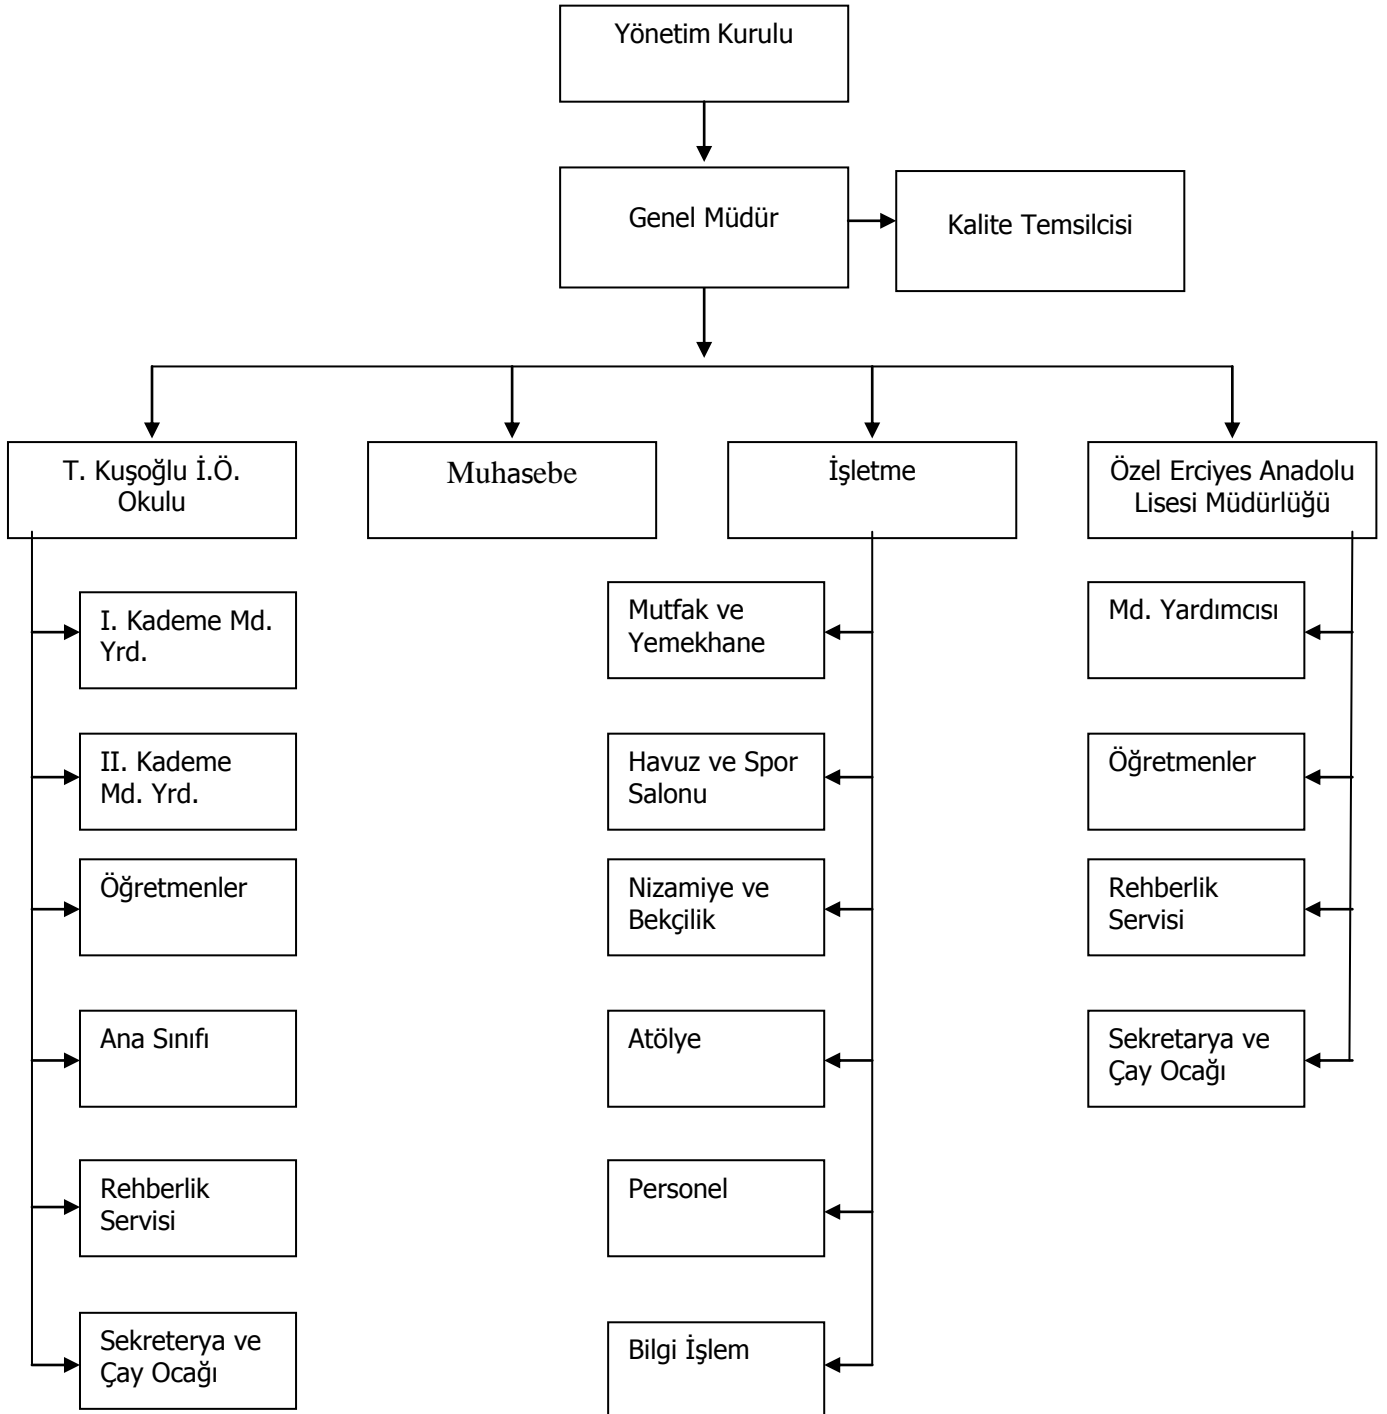 Yönetim Kurulu
Genel Müdür
Kalite Temsilcisi
T. Kuşoğlu İ.Ö.
Okulu
Muhasebe
İşletme
Özel Erciyes Anadolu
Lisesi Müdürlüğü
I. Kademe Md.
Yrd.
II. Kademe
Md. Yrd.
Öğretmenler
Ana Sınıfı
Rehberlik
Servisi
Sekreterya ve
Çay Ocağı
Mutfak ve
Yemekhane
Havuz ve Spor
Salonu
Nizamiye ve
Bekçilik
Atölye
Personel
Bilgi İşlem
Md. Yardımcısı
Öğretmenler
Rehberlik
Servisi
Sekretarya ve
Çay Ocağı